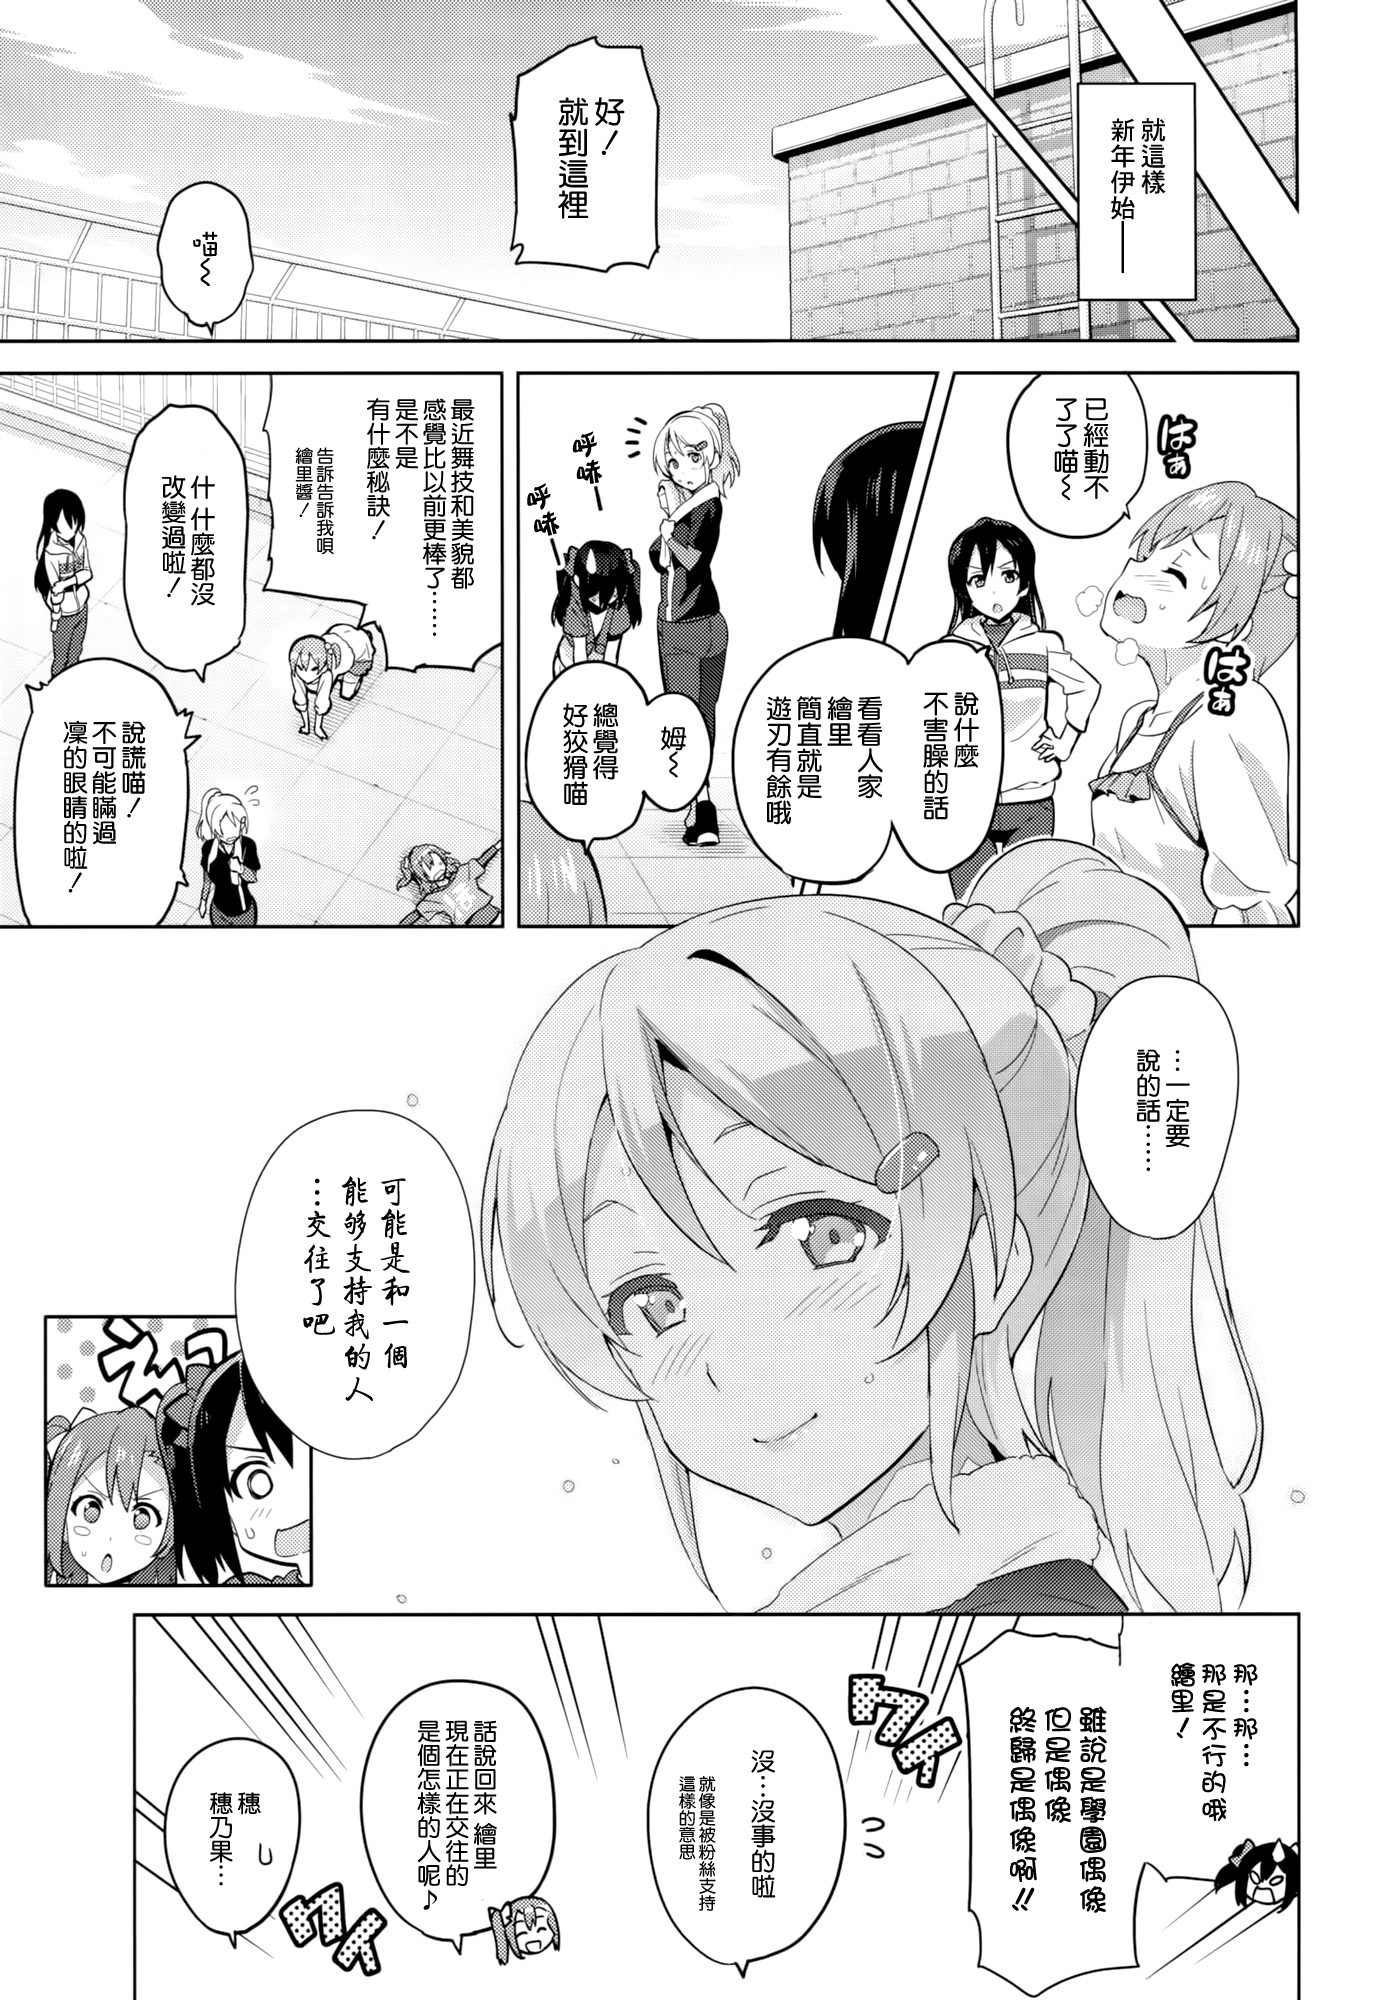 就這樣
新年伊始——
好！
就到這裡
喵～
はぁ
已經動不
了了喵～
はぁ
說什麼
不害臊的話
看看人家
繪里
簡直就是
遊刃有餘哦
呼咻—
呼咻—
姆～
總覺得
好狡猾喵
最近舞技和美貌都
感覺比以前更棒了……
是不是
有什麼秘訣！
告訴告訴我唄
繪里醬！
什 什麼都沒
改變過啦！
說謊喵！
不可能瞞過
凜的眼睛的啦！
…一定要
說的話……
可能是和一個
能够支持我的人
…交往了吧
えっ
那…那…
那是不行的哦
繪里！
雖說是學園偶像
但是偶像
終歸是偶像啊!!
ワイ
沒…沒事的啦
就像是被粉絲支持
這樣的意思
話說回來 繪里
現在正在交往的
是個怎樣的人呢♪
穗
穗乃果…
ワイ